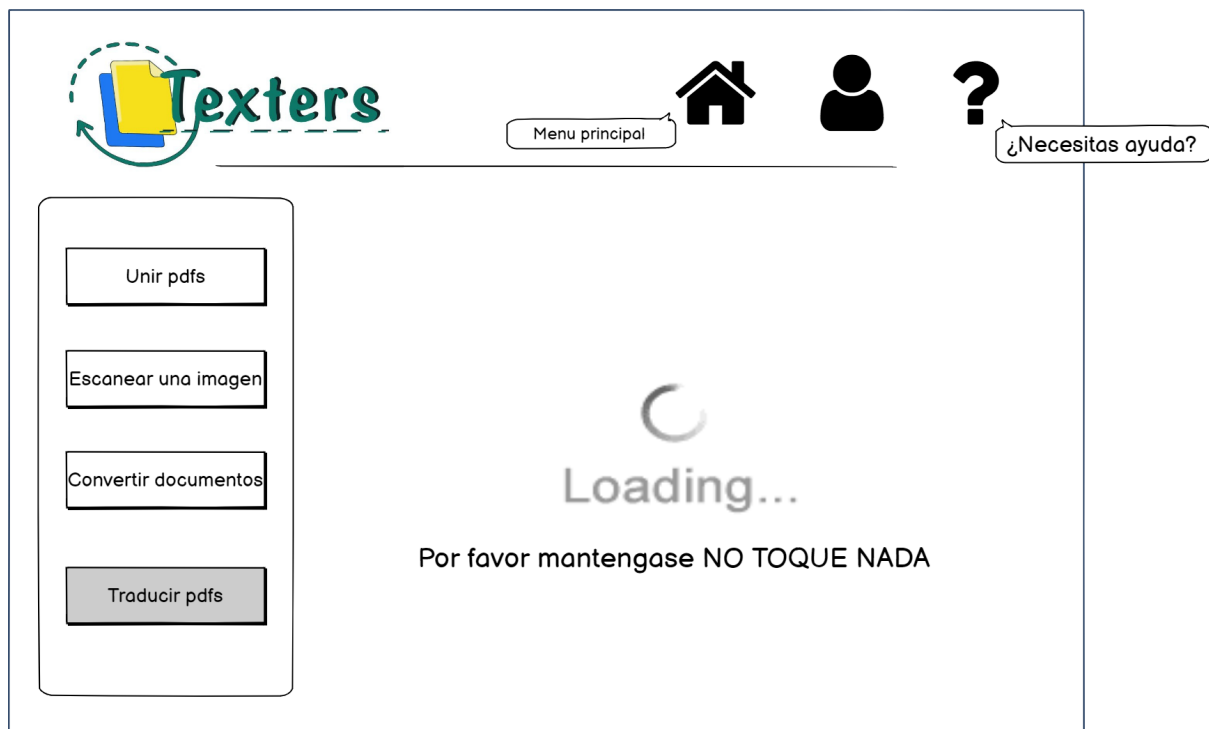 Texters
Menu principal
¿Necesitas ayuda?
Unir pdfs
Escanear una imagen
Convertir documentos
Traducir pdfs
Loading...
Por favor mantengase NO TOQUE NADA